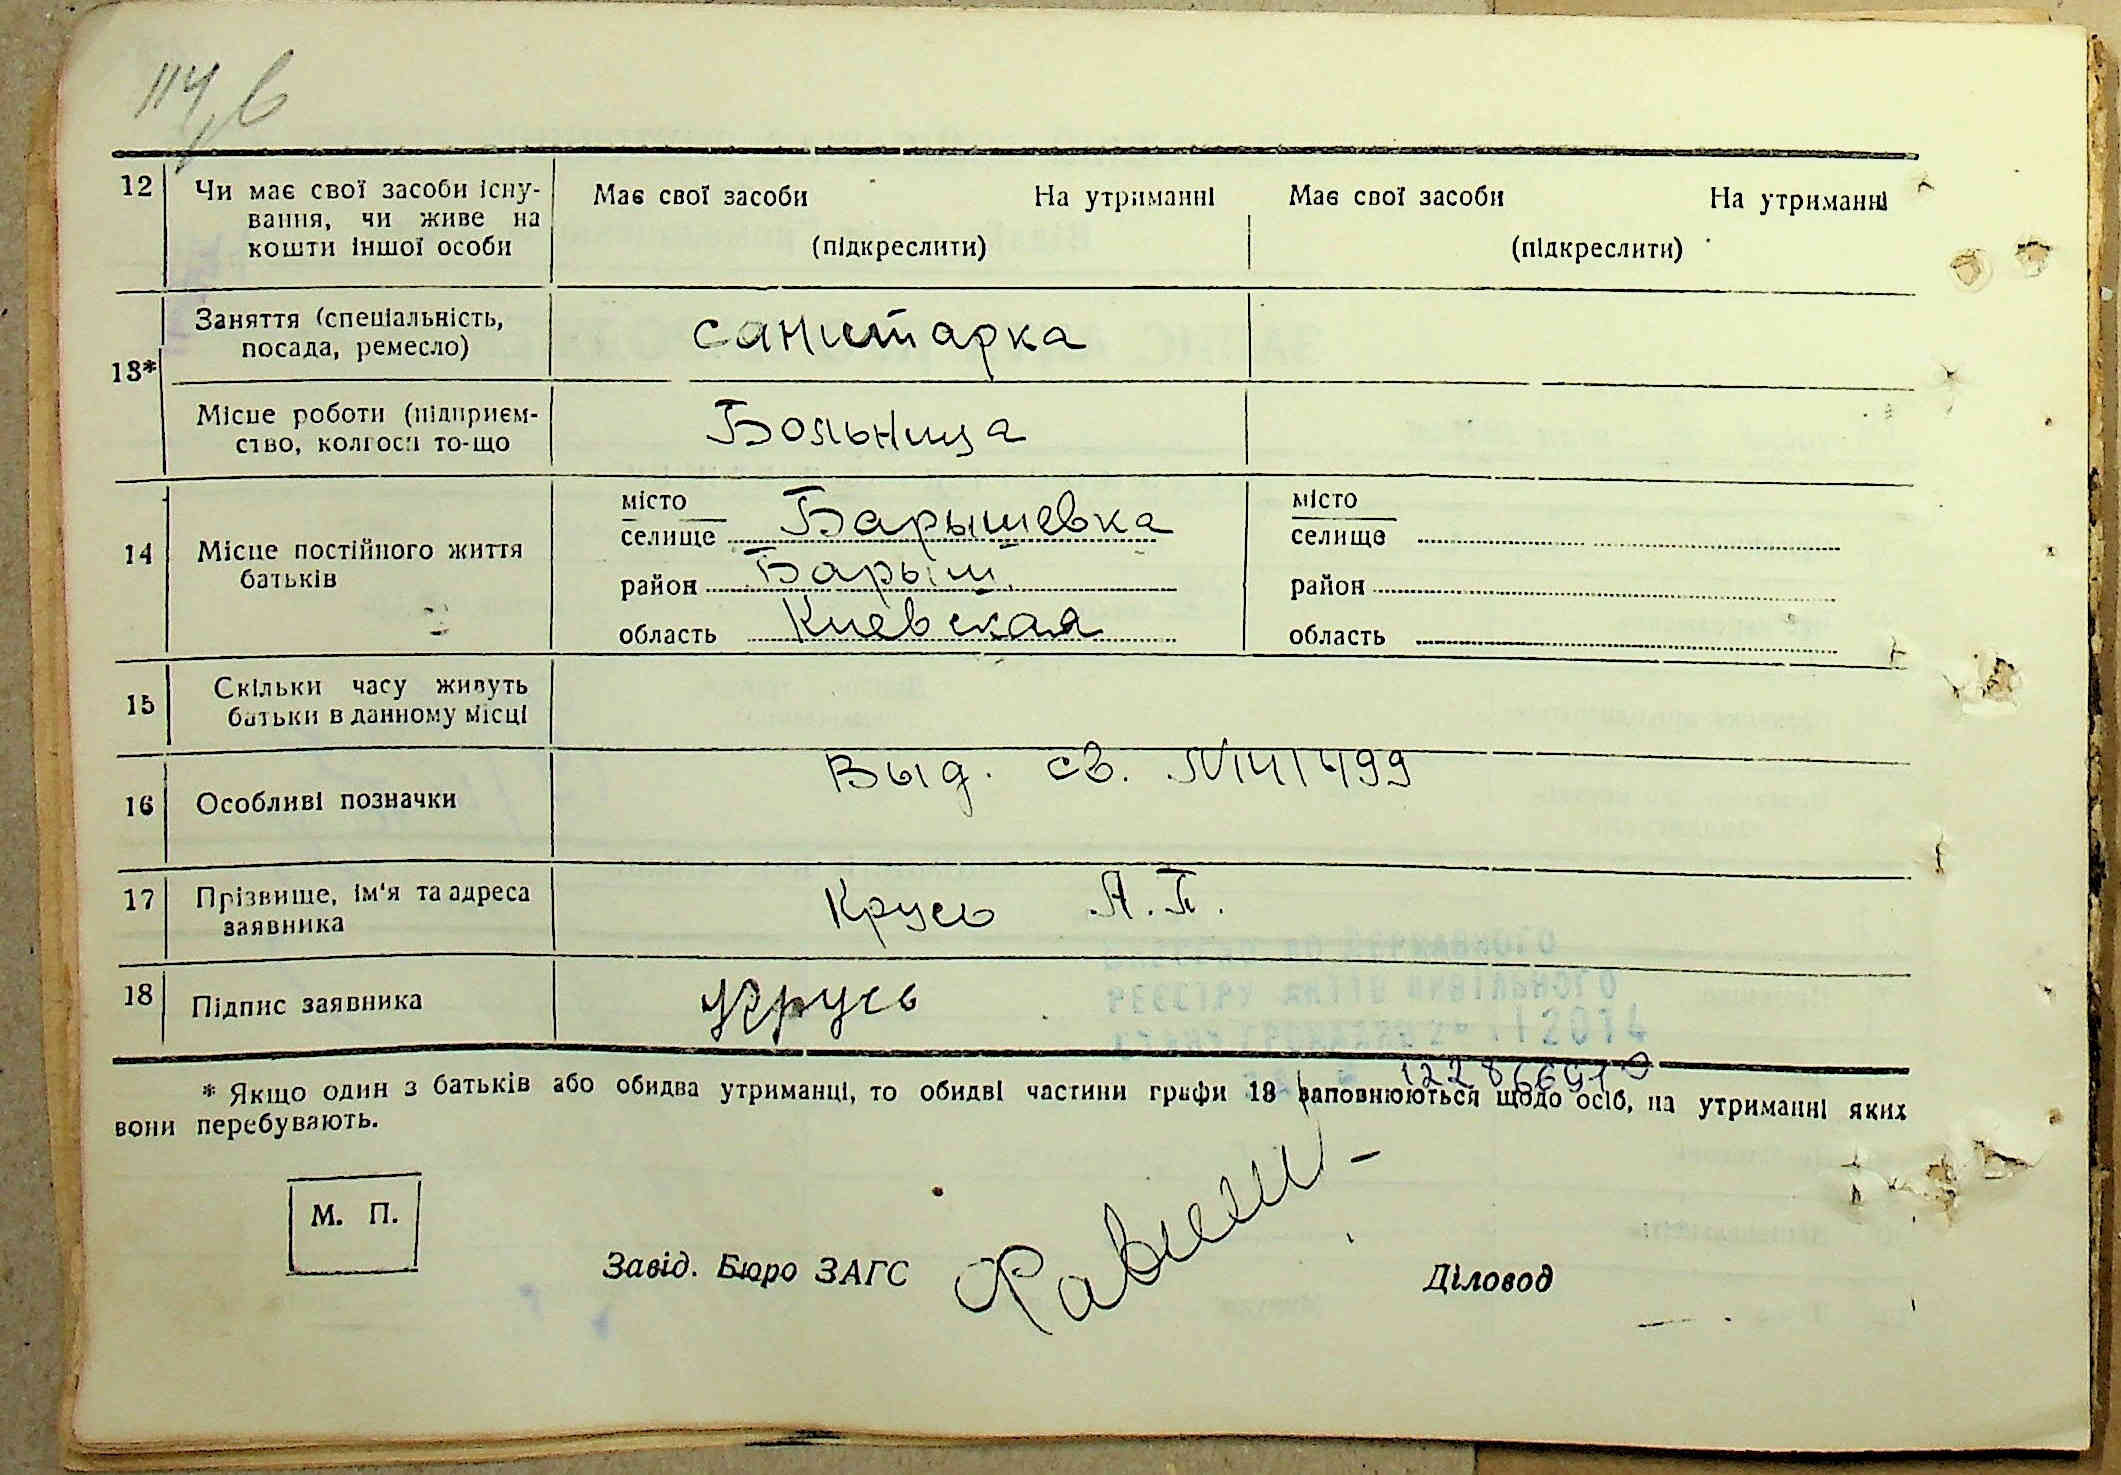 114
12 Чи має свої засоби існу-
вання, чи живе на
кошти іншої особи
Має свої засоби На утриманні
(підкреслити)
Має свої засоби На утриманні
(підкреслити)
13*
Заняття (спеціальність,
посада, ремесло)
санитарка
Місце роботи (підприєм-
ство, колгосп то-що
Больница
14 Місце постійного життя
батьків
місто
селище Барышевка
район Барыш.
область Киевская
місто
селище
район
область
15 Скільки часу живуть
батьки в данному місці
16 Особливі позначки
Выд. св. №141499
17 Прізвище, ім'я та адреса
заявника
Крусь А.П.
18 Підпис заявника
Крусь
* Якщо один з батьків або обидва утриманці, то обидві частини графи 13 заповнюються щодо осіб, на утриманні яких
вони перебувають.
М. П.
Завід. Бюро ЗАГС
Діловод